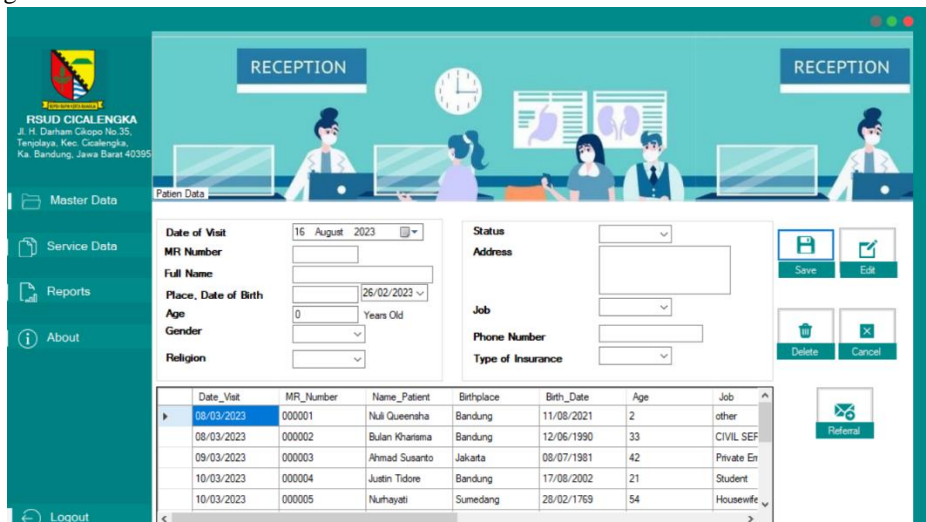 RECEPTION
RECEPTION
RSUD CICALENGKA
Jl. H. Darham Cikopo No.35,
Tenjolaya, Kec. Cicalengka,
Ka. Bandung, Jawa Barat 40395
Master Data
Service Data
Reports
About
Logout
Patien Data
Date of Visit 16 August 2023
MR Number
Full Name
Place, Date of Birth 26/02/2023
Age 0 Years Old
Gender
Religion
Status
Address
Job
Phone Number
Type of Insurance
Save Edit
Delete Cancel
Referral
Date_Visit MR_Number Name_Patient Birthplace Birth_Date Age Job
08/03/2023 000001 Nuli Queensha Bandung 11/08/2021 2 other
08/03/2023 000002 Bulan Kharisma Bandung 12/06/1990 33 CIVIL SEF
09/03/2023 000003 Ahmad Susanto Jakarta 08/07/1981 42 Private Em
10/03/2023 000004 Justin Tidore Bandung 17/08/2002 21 Student
10/03/2023 000005 Nurhayati Sumedang 28/02/1769 54 Housewife